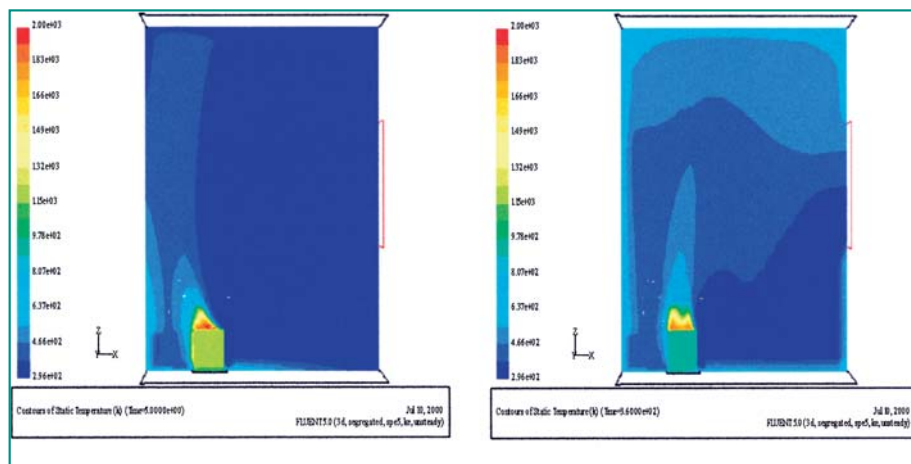 2.00e+03
1.83e+03
1.66e+03
1.49e+03
1.32e+03
1.15e+03
9.78e+02
8.07e+02
6.37e+02
4.66e+02
2.96e+02
Z
Y X
Contours of Static Temperature (k) (Time=5.0000e+00)
Jul 10, 2000
FLUENT 5.0 (3d, segregated, spe5, ke, unsteady)
2.00e+03
1.83e+03
1.66e+03
1.49e+03
1.32e+03
1.15e+03
9.78e+02
8.07e+02
6.37e+02
4.66e+02
2.96e+02
Z
Y X
Contours of Static Temperature (k) (Time=3.6000e+02)
Jul 10, 2000
FLUENT 5.0 (3d, segregated, spe5, ke, unsteady)